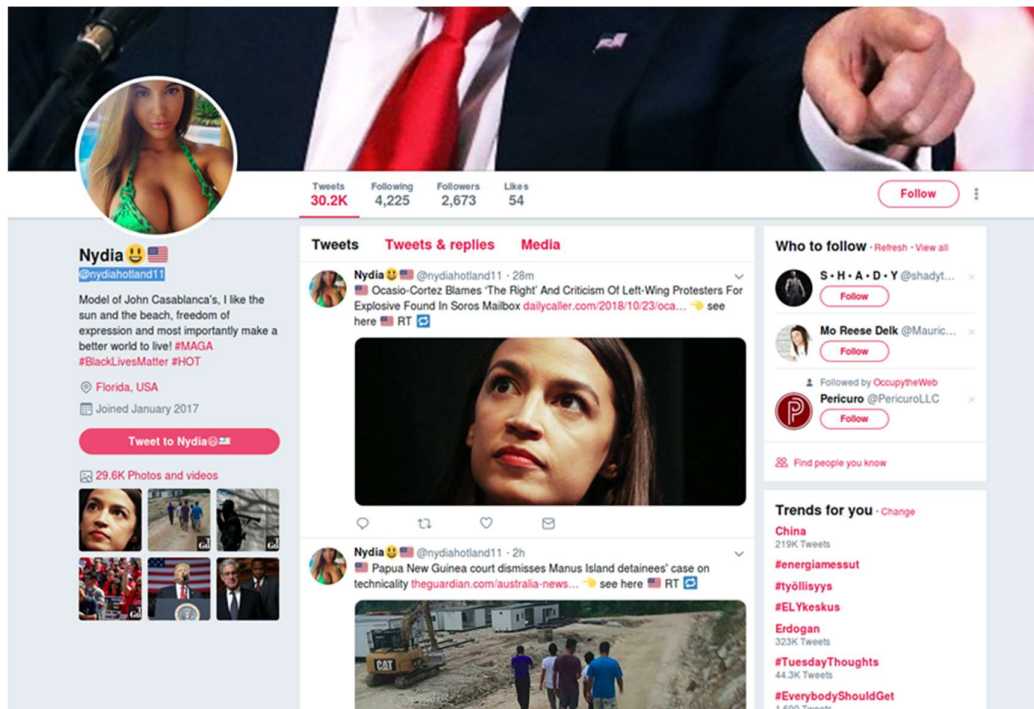 Tweets
30.2K
Following
4,225
Followers
2,673
Likes
54
Follow
Nydia😃🇺🇸
@nydiahotland11
Model of John Casablanca's, I like the
sun and the beach, freedom of
expression and most importantly make a
better world to live! #MAGA
#BlackLivesMatter #HOT
Florida, USA
Joined January 2017
Tweet to Nydia😃🇺🇸
29.6K Photos and videos
Tweets Tweets & replies Media
Nydia😃🇺🇸 @nydiahotland11 · 28m
🇺🇸 Ocasio-Cortez Blames 'The Right' And Criticism Of Left-Wing Protesters For
Explosive Found In Soros Mailbox dailycaller.com/2018/10/23/oca... 👈 see
here 🇺🇸 RT 🔁
Nydia😃🇺🇸 @nydiahotland11 · 2h
🇺🇸 Papua New Guinea court dismisses Manus Island detainees' case on
technicality theguardian.com/australia-news... 👈 see here 🇺🇸 RT 🔁
CAT
Who to follow · Refresh · View all
S • H • A • D • Y @shadyt...
Follow
Mo Reese Delk @Mauric...
Follow
Followed by OccupytheWeb
Pericuro @PericuroLLC
Follow
Find people you know
Trends for you · Change
China
219K Tweets
#energiamessut
#työllisyys
#ELYkeskus
Erdogan
323K Tweets
#TuesdayThoughts
44.3K Tweets
#EverybodyShouldGet